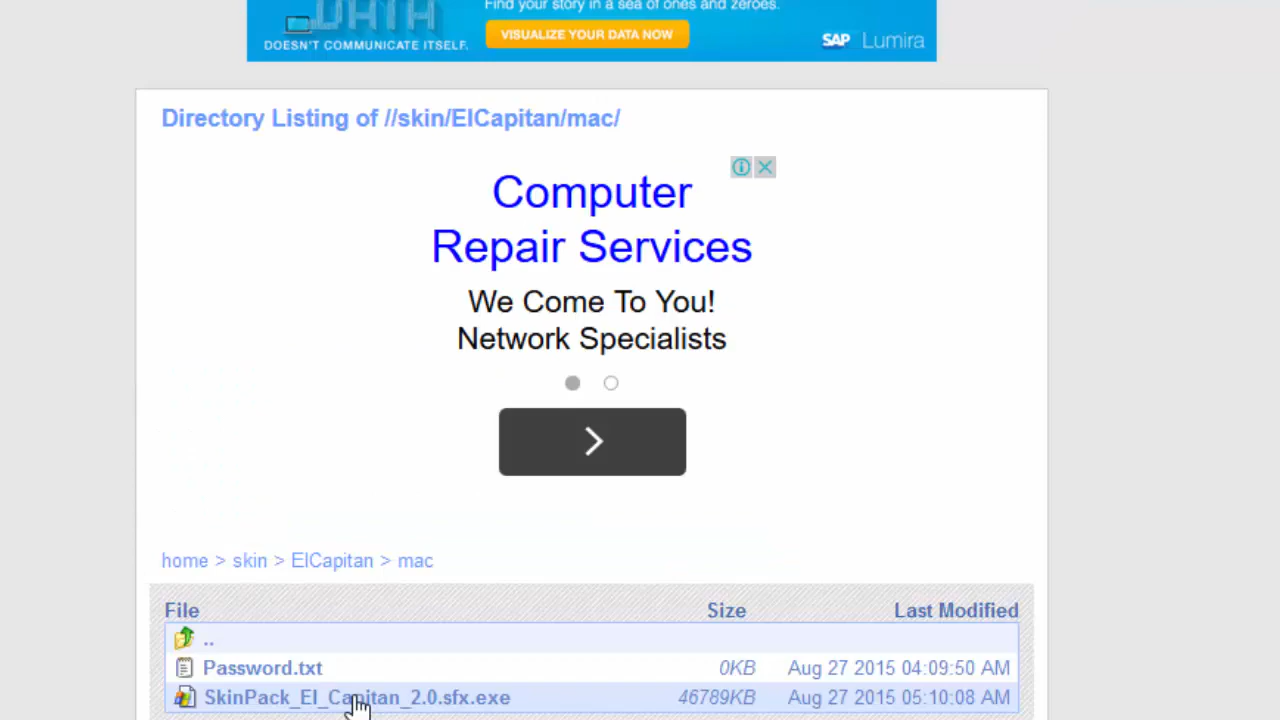 DATA
Find your story in a sea of ones and zeroes.
DOESN'T COMMUNICATE ITSELF.
VISUALIZE YOUR DATA NOW
SAP Lumira
Directory Listing of //skin/ElCapitan/mac/
Computer
Repair Services
We Come To You!
Network Specialists
home > skin > ElCapitan > mac
File Size Last Modified
..
Password.txt 0KB Aug 27 2015 04:09:50 AM
SkinPack_El_Capitan_2.0.sfx.exe 46789KB Aug 27 2015 05:10:08 AM